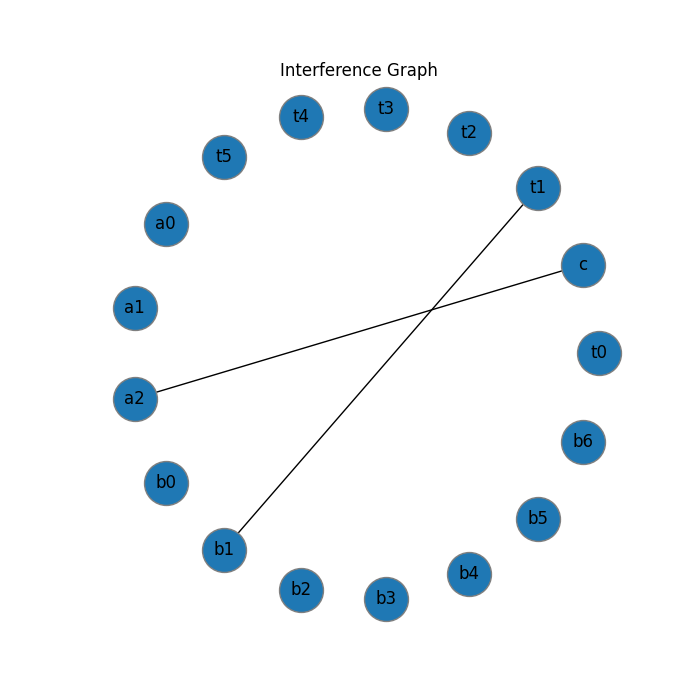 Interference Graph
t3
t4
t2
t5
t1
a0
c
a1
t0
a2
b6
b0
b5
b1
b4
b2
b3